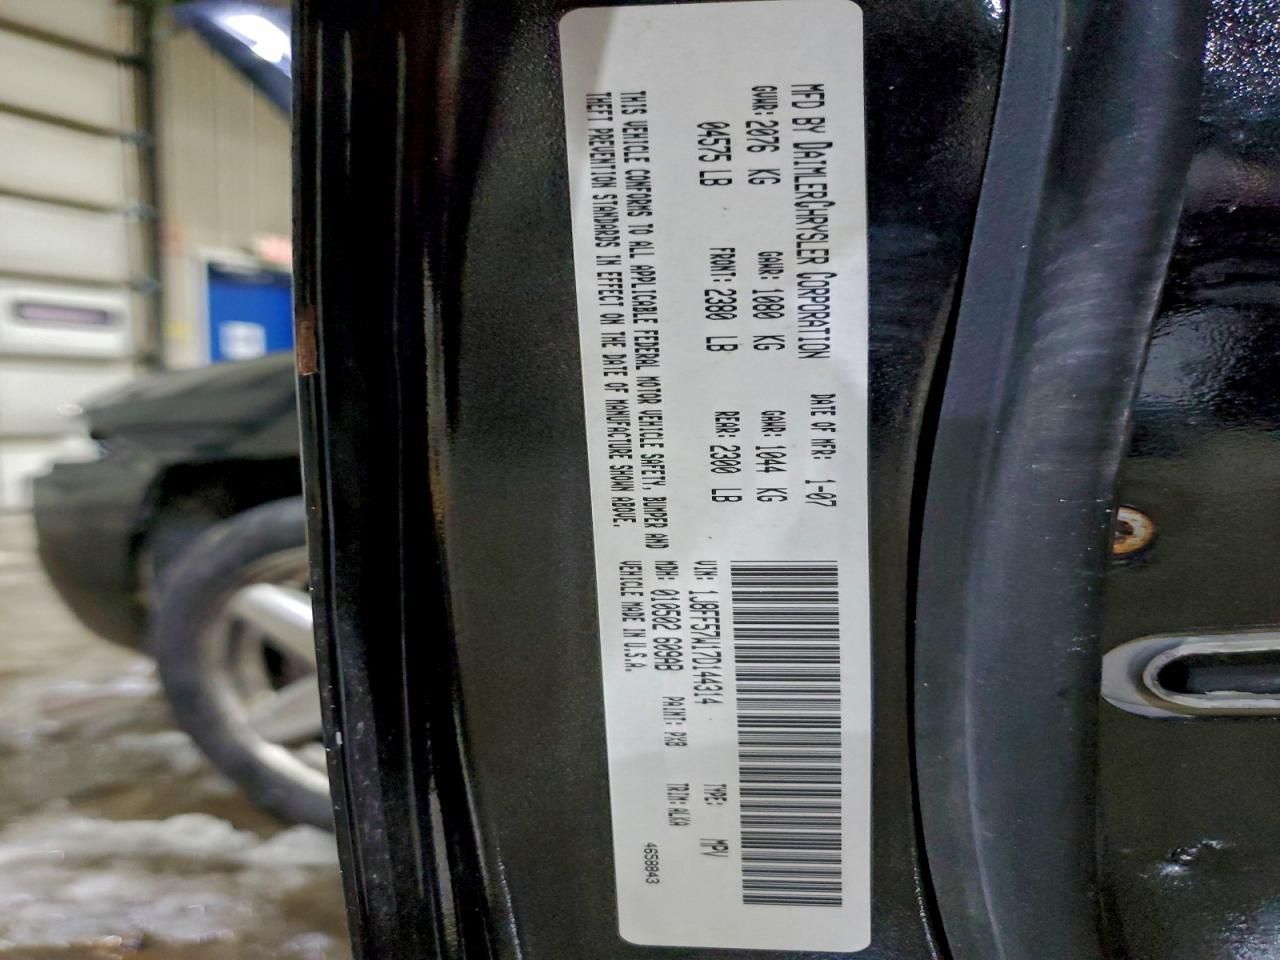 MFD BY DAIMLERCHRYSLER CORPORATION DATE OF MFR: 1-07
GVWR: 2076 KG GAWR: 1080 KG GAWR: 1044 KG
04575 LB FRONT: 2380 LB REAR: 2300 LB
THIS VEHICLE CONFORMS TO ALL APPLICABLE FEDERAL MOTOR VEHICLE SAFETY, BUMPER AND
THEFT PREVENTION STANDARDS IN EFFECT ON THE DATE OF MANUFACTURE SHOWN ABOVE.
VIN: 1J8FF57W17D144314 TYPE: MPV
MDH: 010502 609AB PAINT: PX8 TRIM: ALKA
VEHICLE MADE IN U.S.A. 4658843